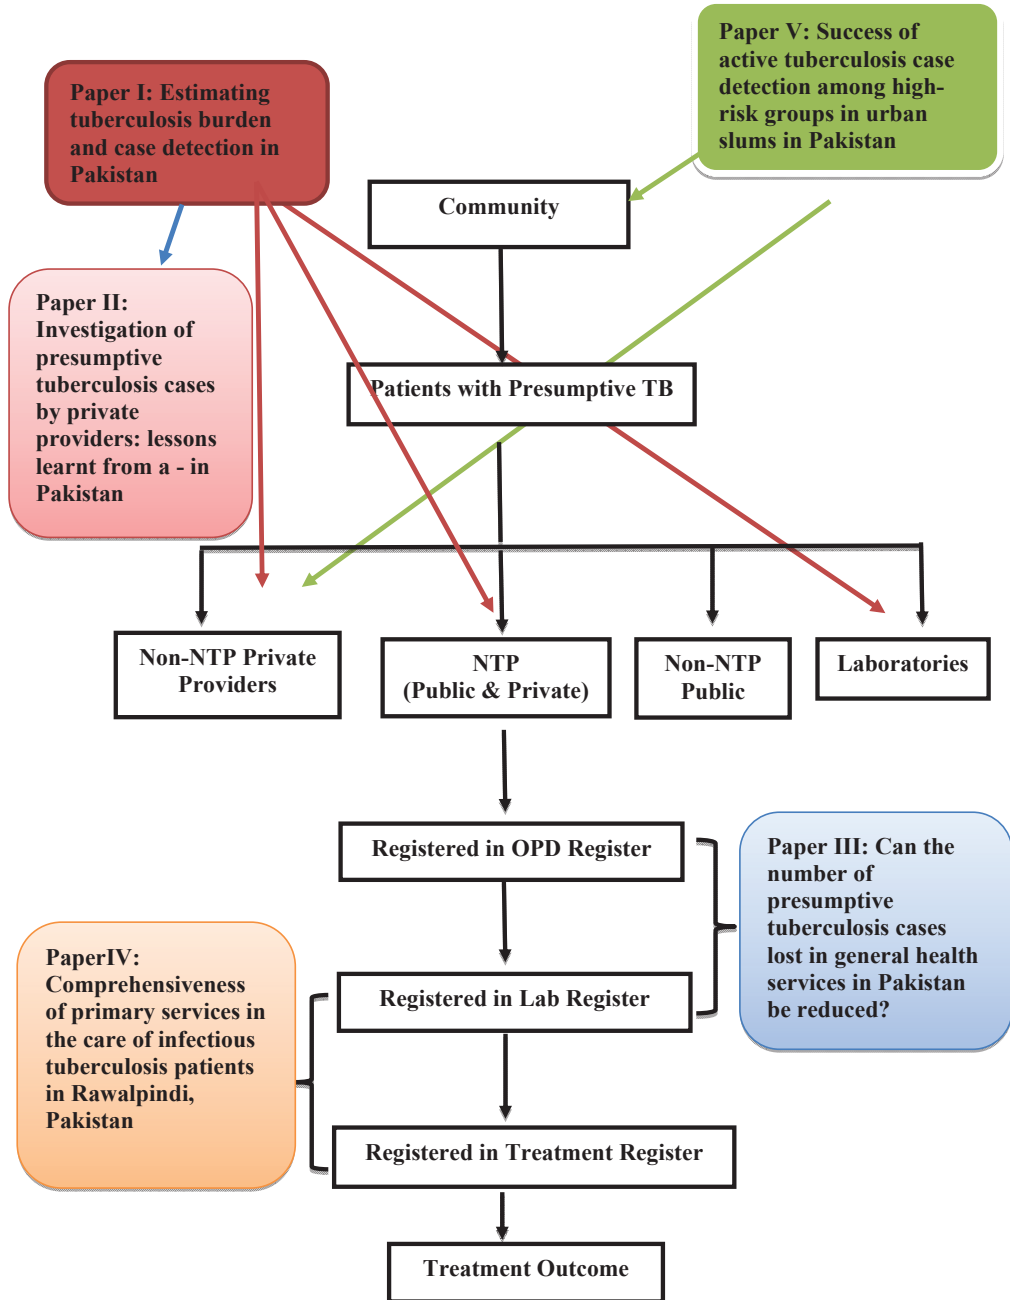 Paper I: Estimating
tuberculosis burden
and case detection in
Pakistan
Paper V: Success of
active tuberculosis case
detection among high-
risk groups in urban
slums in Pakistan
Community
Paper II:
Investigation of
presumptive
tuberculosis cases
by private
providers: lessons
learnt from a - in
Pakistan
Patients with Presumptive TB
Non-NTP Private
Providers
NTP
(Public & Private)
Non-NTP
Public
Laboratories
Registered in OPD Register
Paper III: Can the
number of
presumptive
tuberculosis cases
lost in general health
services in Pakistan
be reduced?
PaperIV:
Comprehensiveness
of primary services in
the care of infectious
tuberculosis patients
in Rawalpindi,
Pakistan
Registered in Lab Register
Registered in Treatment Register
Treatment Outcome